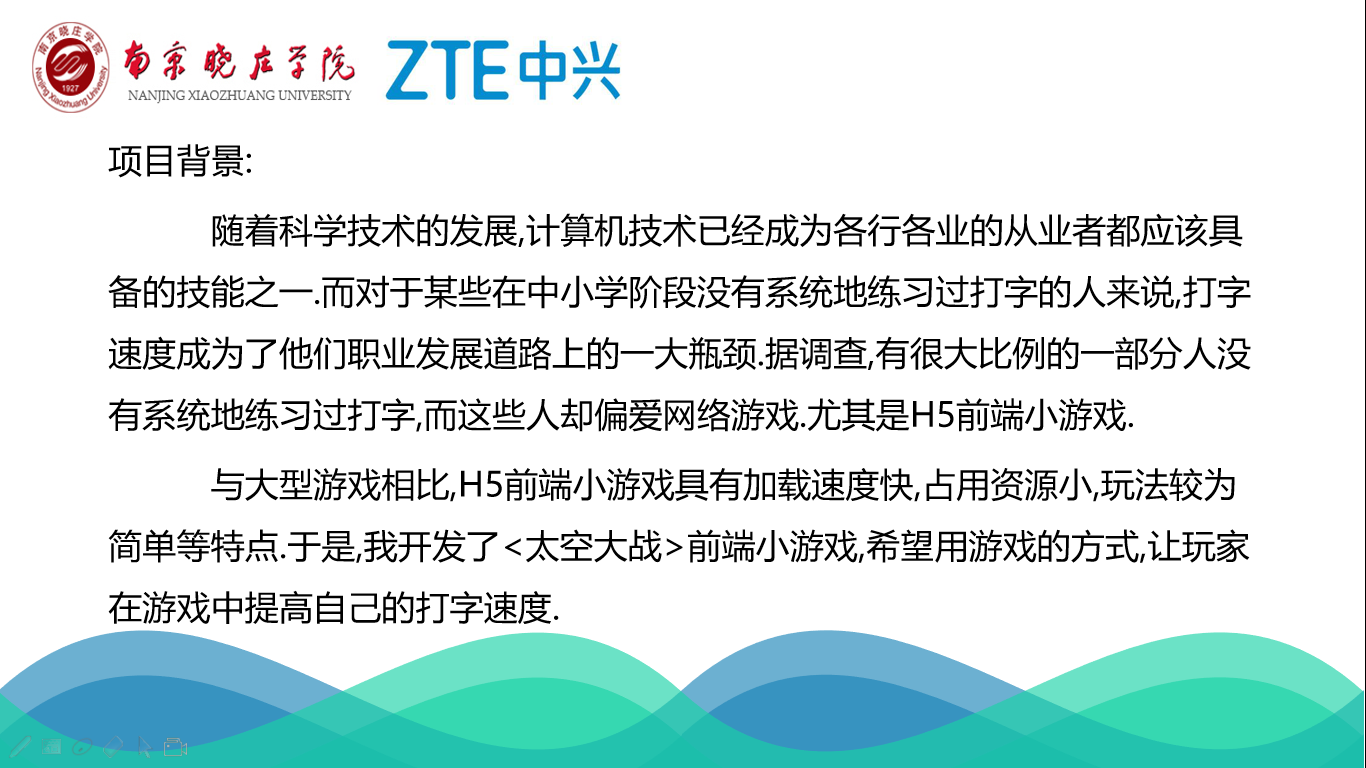 南京晓庄学院
Nanjing Xiaozhuang University
1927
南京晓庄学院
NANJING XIAOZHUANG UNIVERSITY
ZTE中兴
项目背景:
随着科学技术的发展,计算机技术已经成为各行各业的从业者都应该具
备的技能之一.而对于某些在中小学阶段没有系统地练习过打字的人来说,打字
速度成为了他们职业发展道路上的一大瓶颈.据调查,有很大比例的一部分人没
有系统地练习过打字,而这些人却偏爱网络游戏.尤其是H5前端小游戏.
与大型游戏相比,H5前端小游戏具有加载速度快,占用资源小,玩法较为
简单等特点.于是,我开发了<太空大战>前端小游戏,希望用游戏的方式,让玩家
在游戏中提高自己的打字速度.